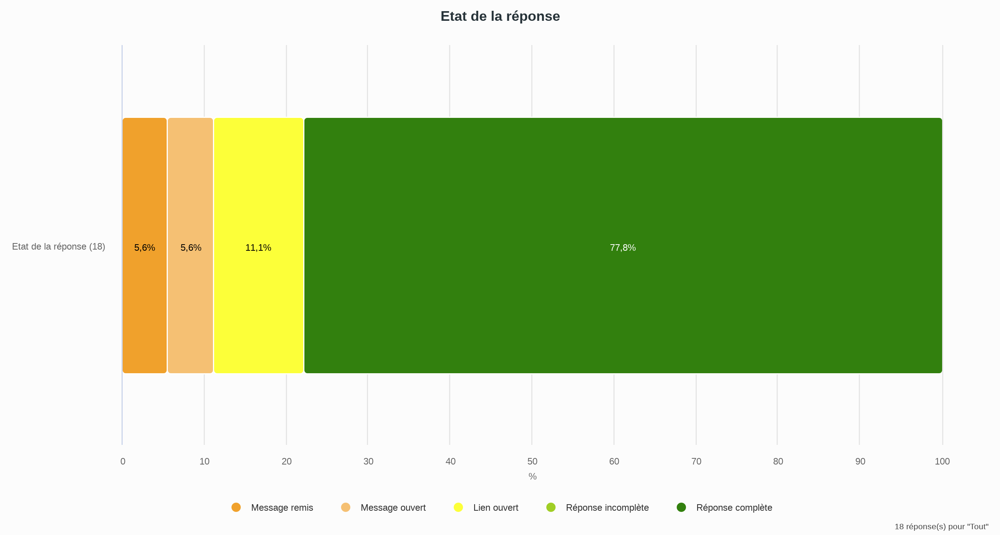 Etat de la réponse
Etat de la réponse (18)
5,6%
5,6%
11,1%
77,8%
0 10 20 30 40 50 60 70 80 90 100
%
Message remis Message ouvert Lien ouvert Réponse incomplète Réponse complète
18 réponse(s) pour "Tout"